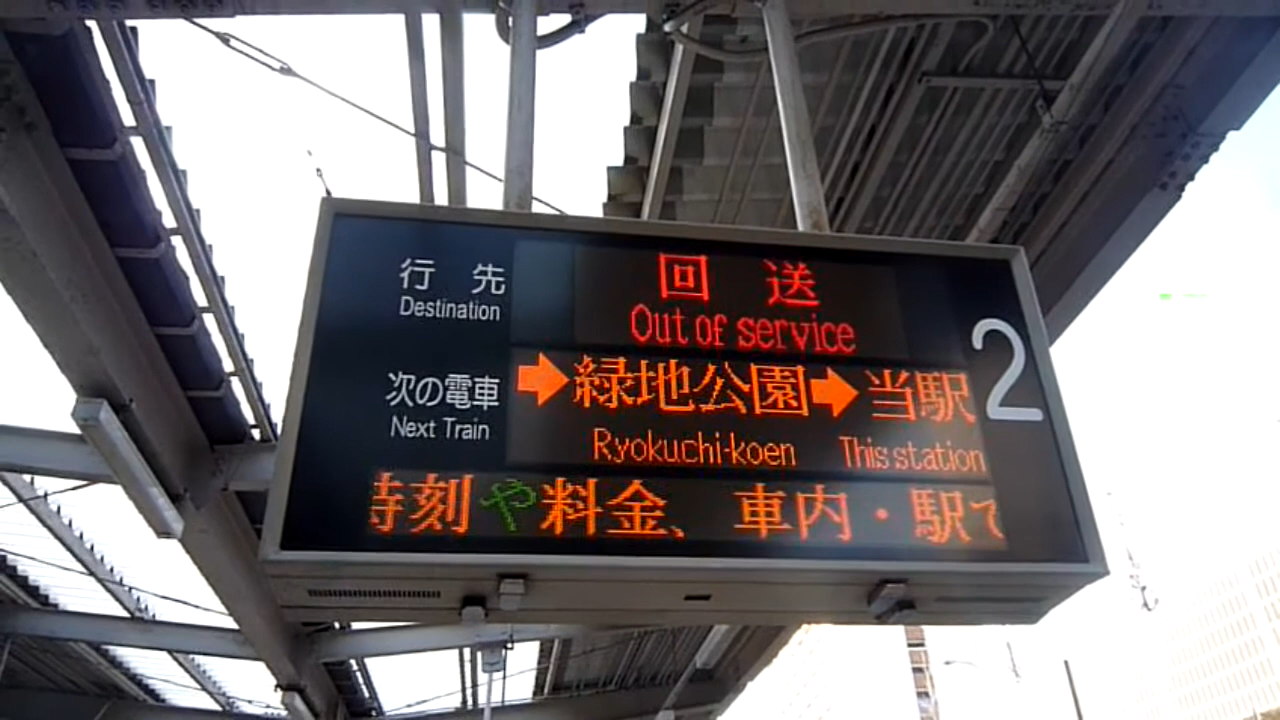 行先 回送
Destination Out of service
2
次の電車 ➡緑地公園➡当駅
Next Train Ryokuchi-koen This station
時刻や料金、車内・駅で